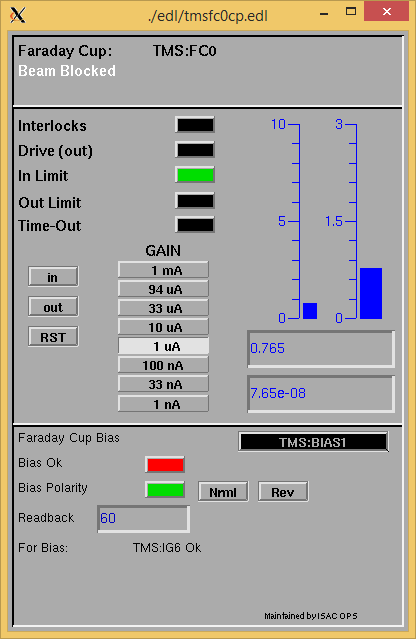 ./edl/tmsfc0cp.edl
Faraday Cup: TMS:FC0
Beam Blocked
Interlocks
Drive (out)
In Limit
Out Limit
Time-Out
10
5
0
3
1.5
0
GAIN
1 mA
94 uA
33 uA
10 uA
1 uA
100 nA
33 nA
1 nA
in
out
RST
0.765
7.65e-08
Faraday Cup Bias TMS:BIAS1
Bias Ok
Bias Polarity Nrml Rev
Readback 60
For Bias: TMS:IG6 Ok
Maintained by ISAC OPS